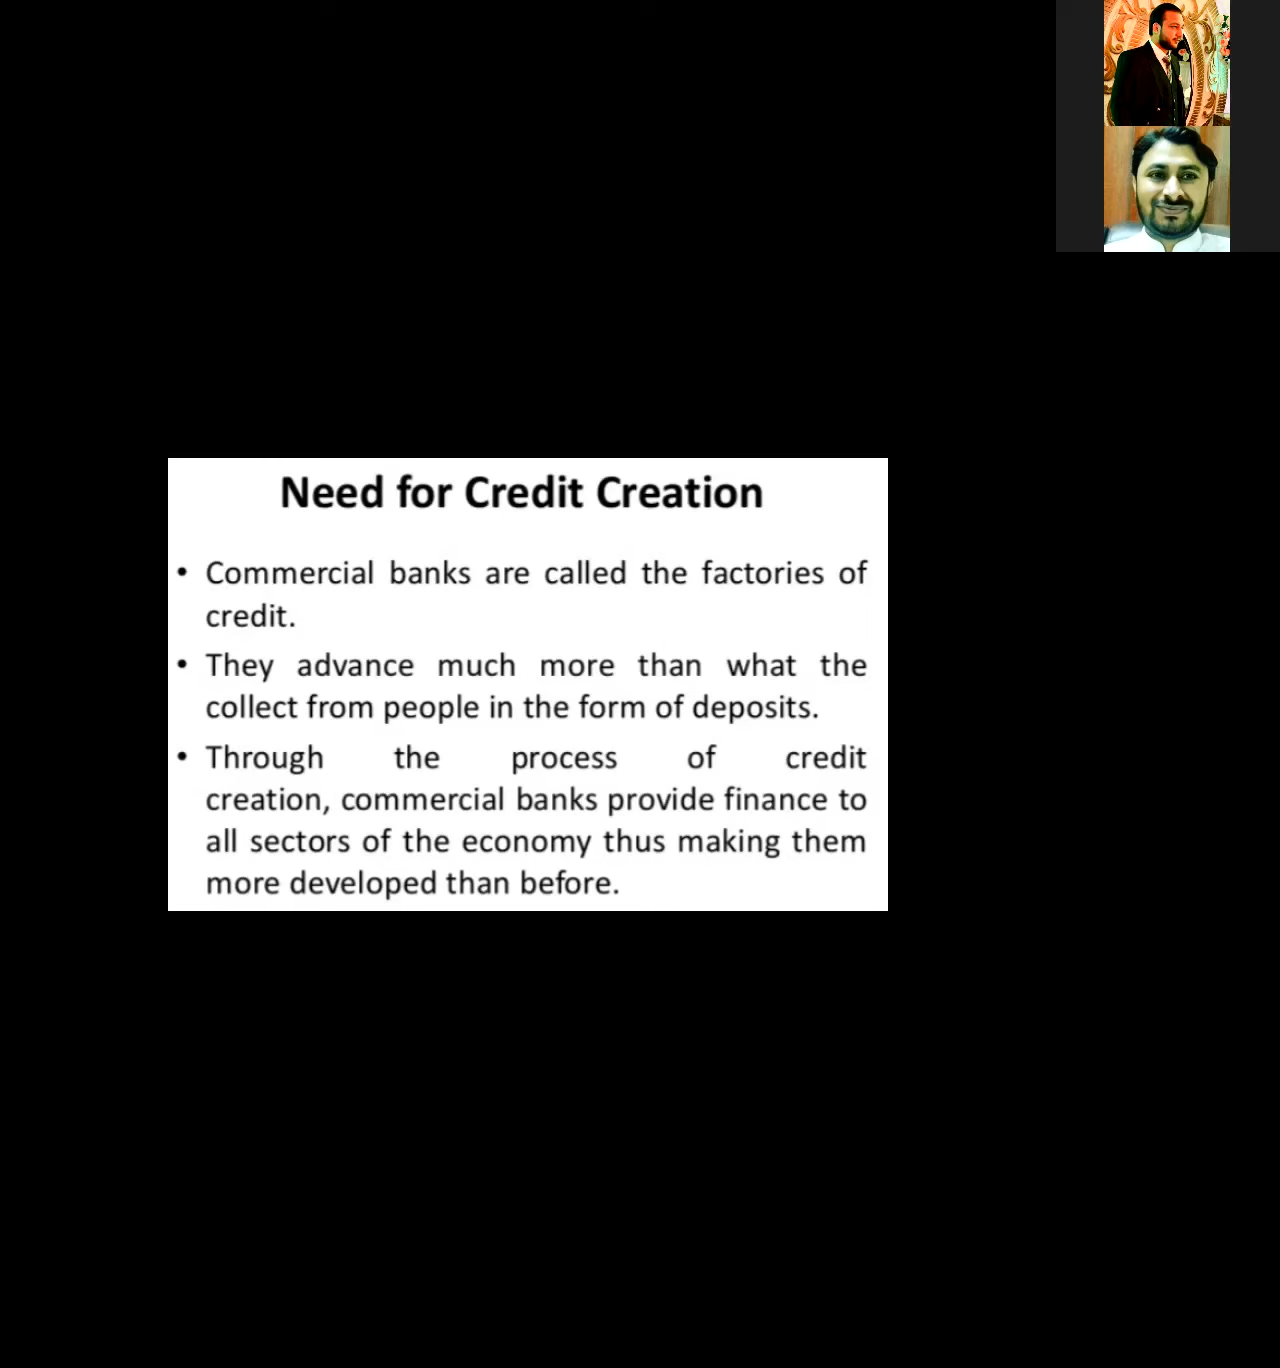 Need for Credit Creation
• Commercial banks are called the factories of
credit.
• They advance much more than what the
collect from people in the form of deposits.
• Through the process of credit
creation, commercial banks provide finance to
all sectors of the economy thus making them
more developed than before.